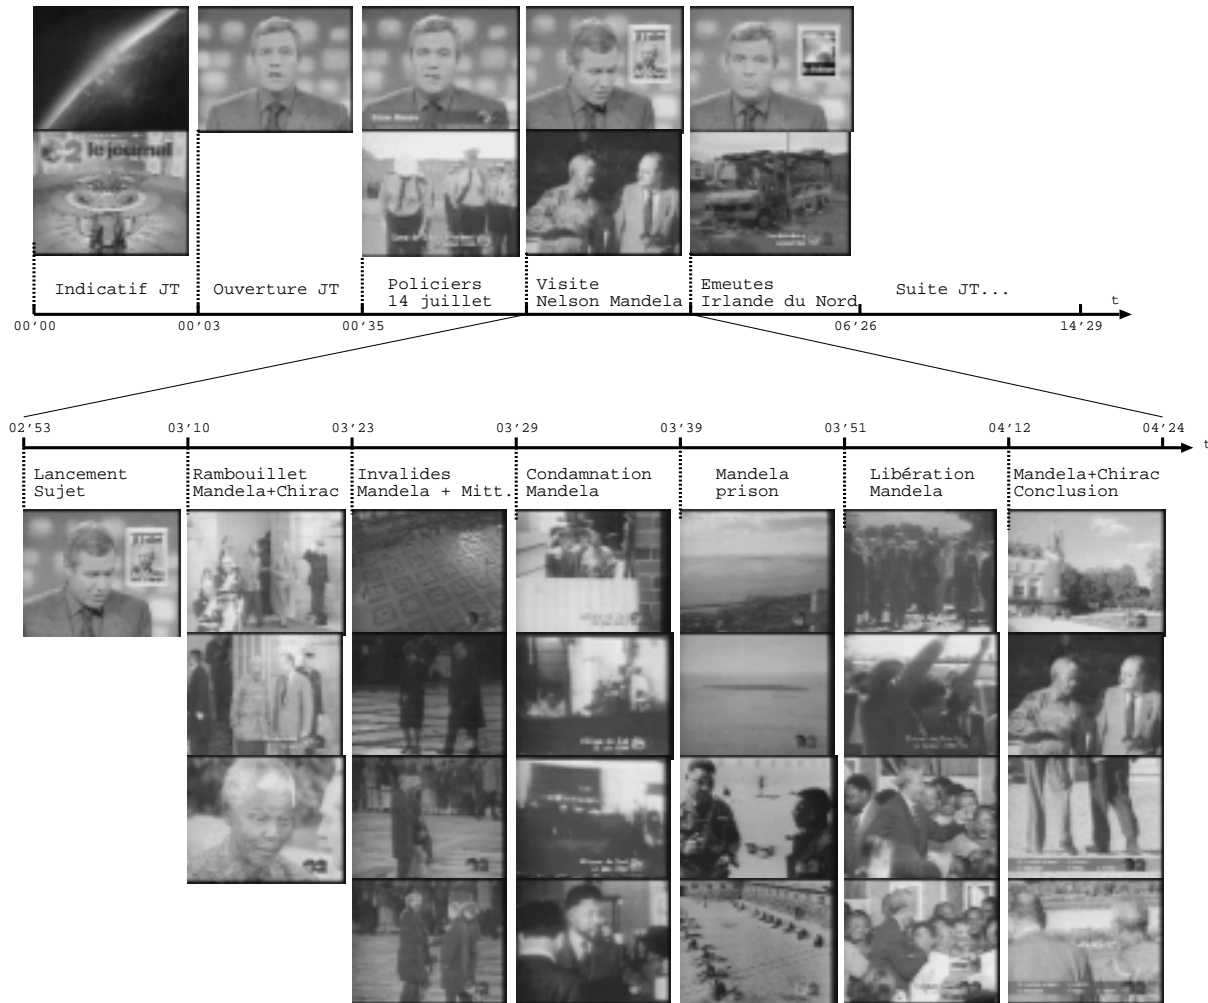 2 le journal
Indicatif JT
Ouverture JT
Policiers
14 juillet
Visite
Nelson Mandela
Emeutes
Irlande du Nord
Suite JT...
t
00'00
00'03
00'35
06'26
14'29
02'53
03'10
03'23
03'29
03'39
03'51
04'12
04'24
t
Lancement
Sujet
Rambouillet
Mandela+Chirac
Invalides
Mandela + Mitt.
Condamnation
Mandela
Mandela
prison
Libération
Mandela
Mandela+Chirac
Conclusion